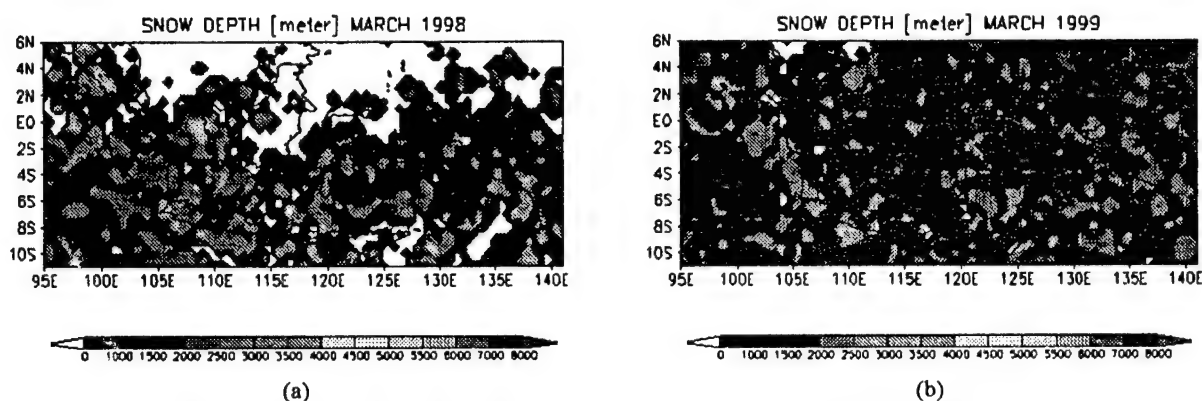 SNOW DEPTH [meter] MARCH 1998
6N
4N
2N
EQ
2S
4S
6S
8S
10S
95E 100E 105E 110E 115E 120E 125E 130E 135E 140E
0 1000 1500 2000 2500 3000 3500 4000 4500 5000 5500 6000 7000 8000
(a)
SNOW DEPTH [meter] MARCH 1999
6N
4N
2N
EQ
2S
4S
6S
8S
10S
95E 100E 105E 110E 115E 120E 125E 130E 135E 140E
0 1000 1500 2000 2500 3000 3500 4000 4500 5000 5500 6000 7000 8000
(b)